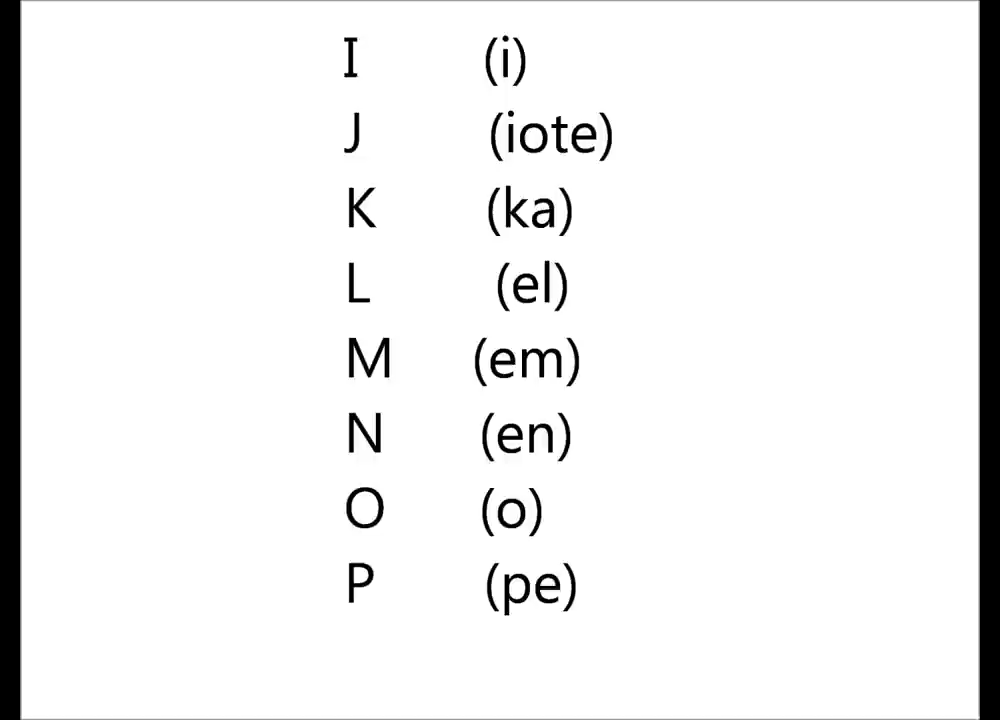 I (i)
J (iote)
K (ka)
L (el)
M (em)
N (en)
O (o)
P (pe)